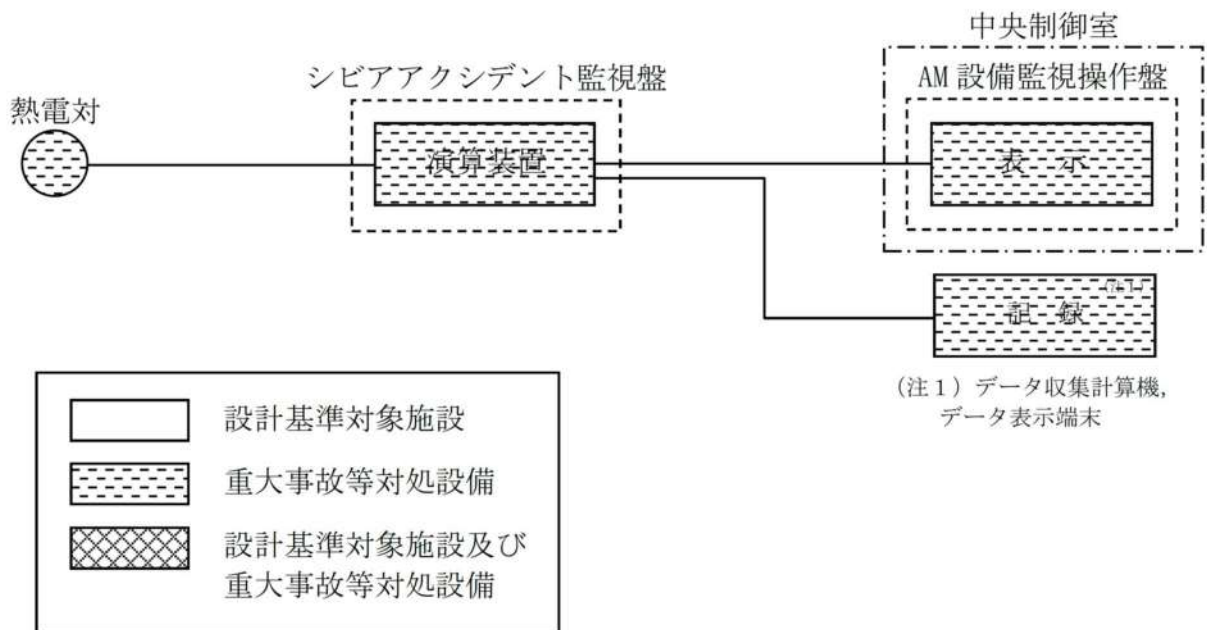 中央制御室
シビアアクシデント監視盤
AM 設備監視操作盤
熱電対
演算装置
表 示
記 録 (注1)
(注1) データ収集計算機,
データ表示端末
設計基準対象施設
重大事故等対処設備
設計基準対象施設及び
重大事故等対処設備